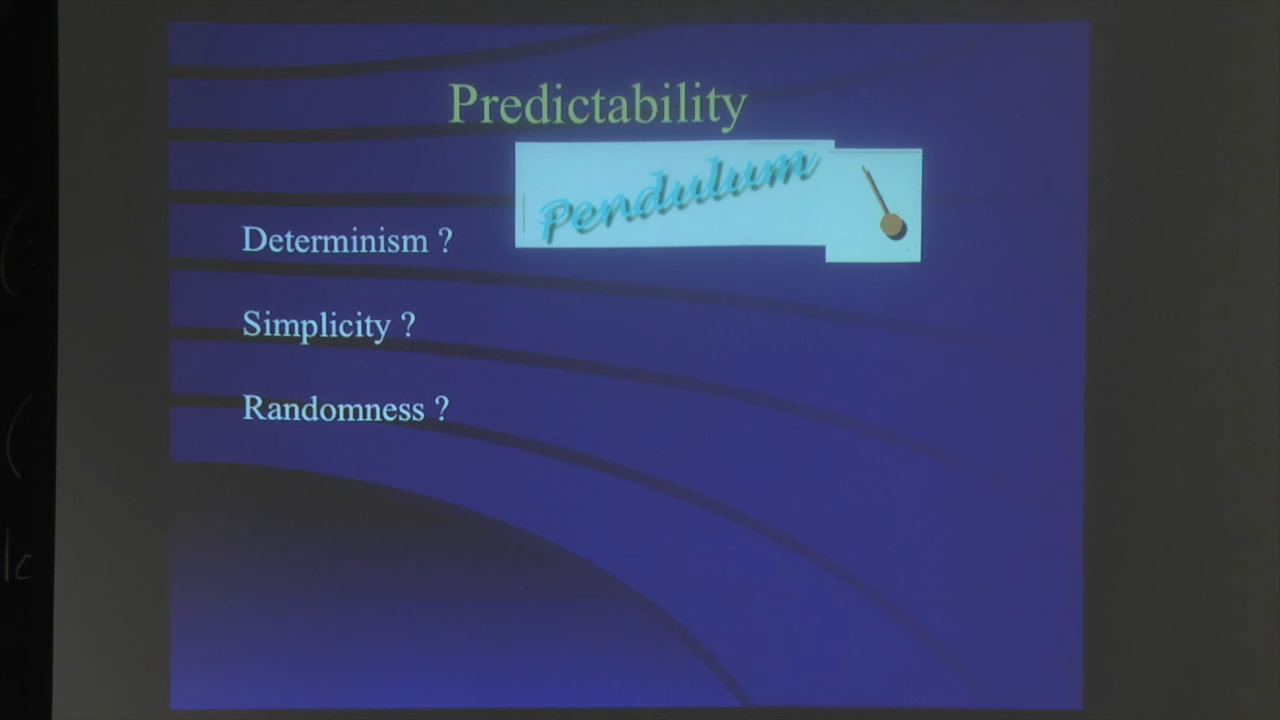 Predictability
Pendulum
Determinism ?
Simplicity ?
Randomness ?